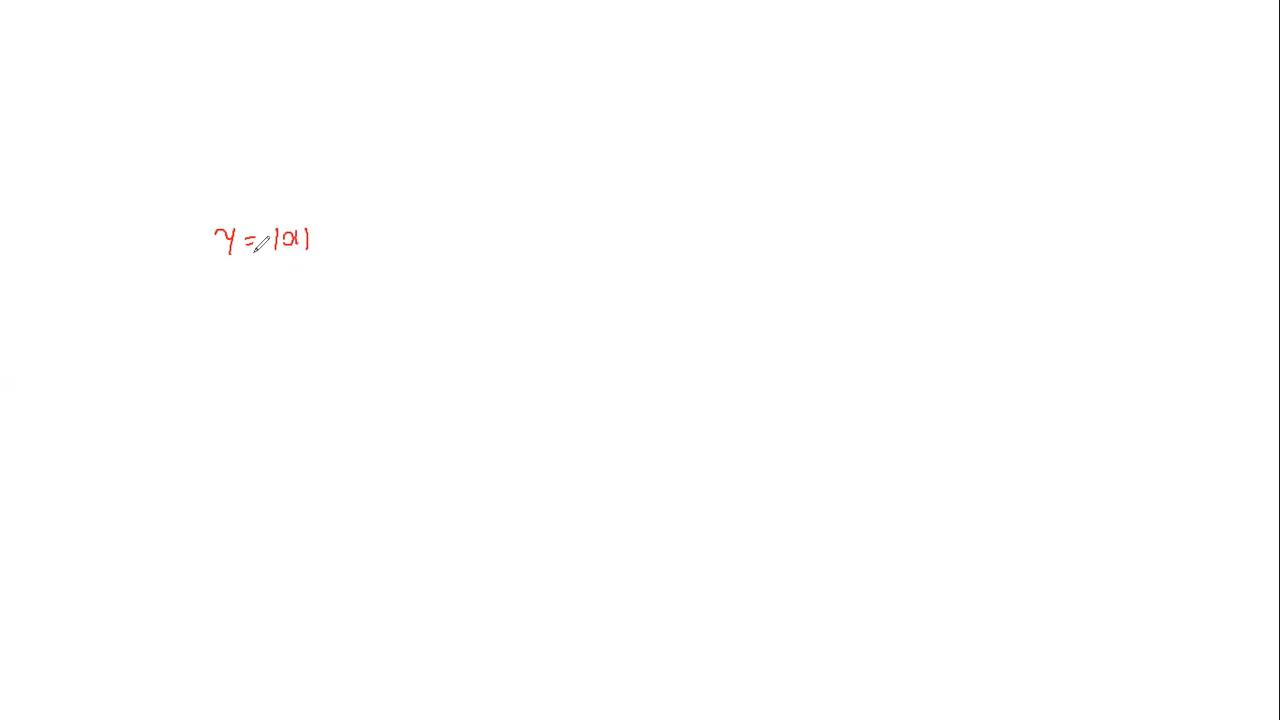 y = |x|